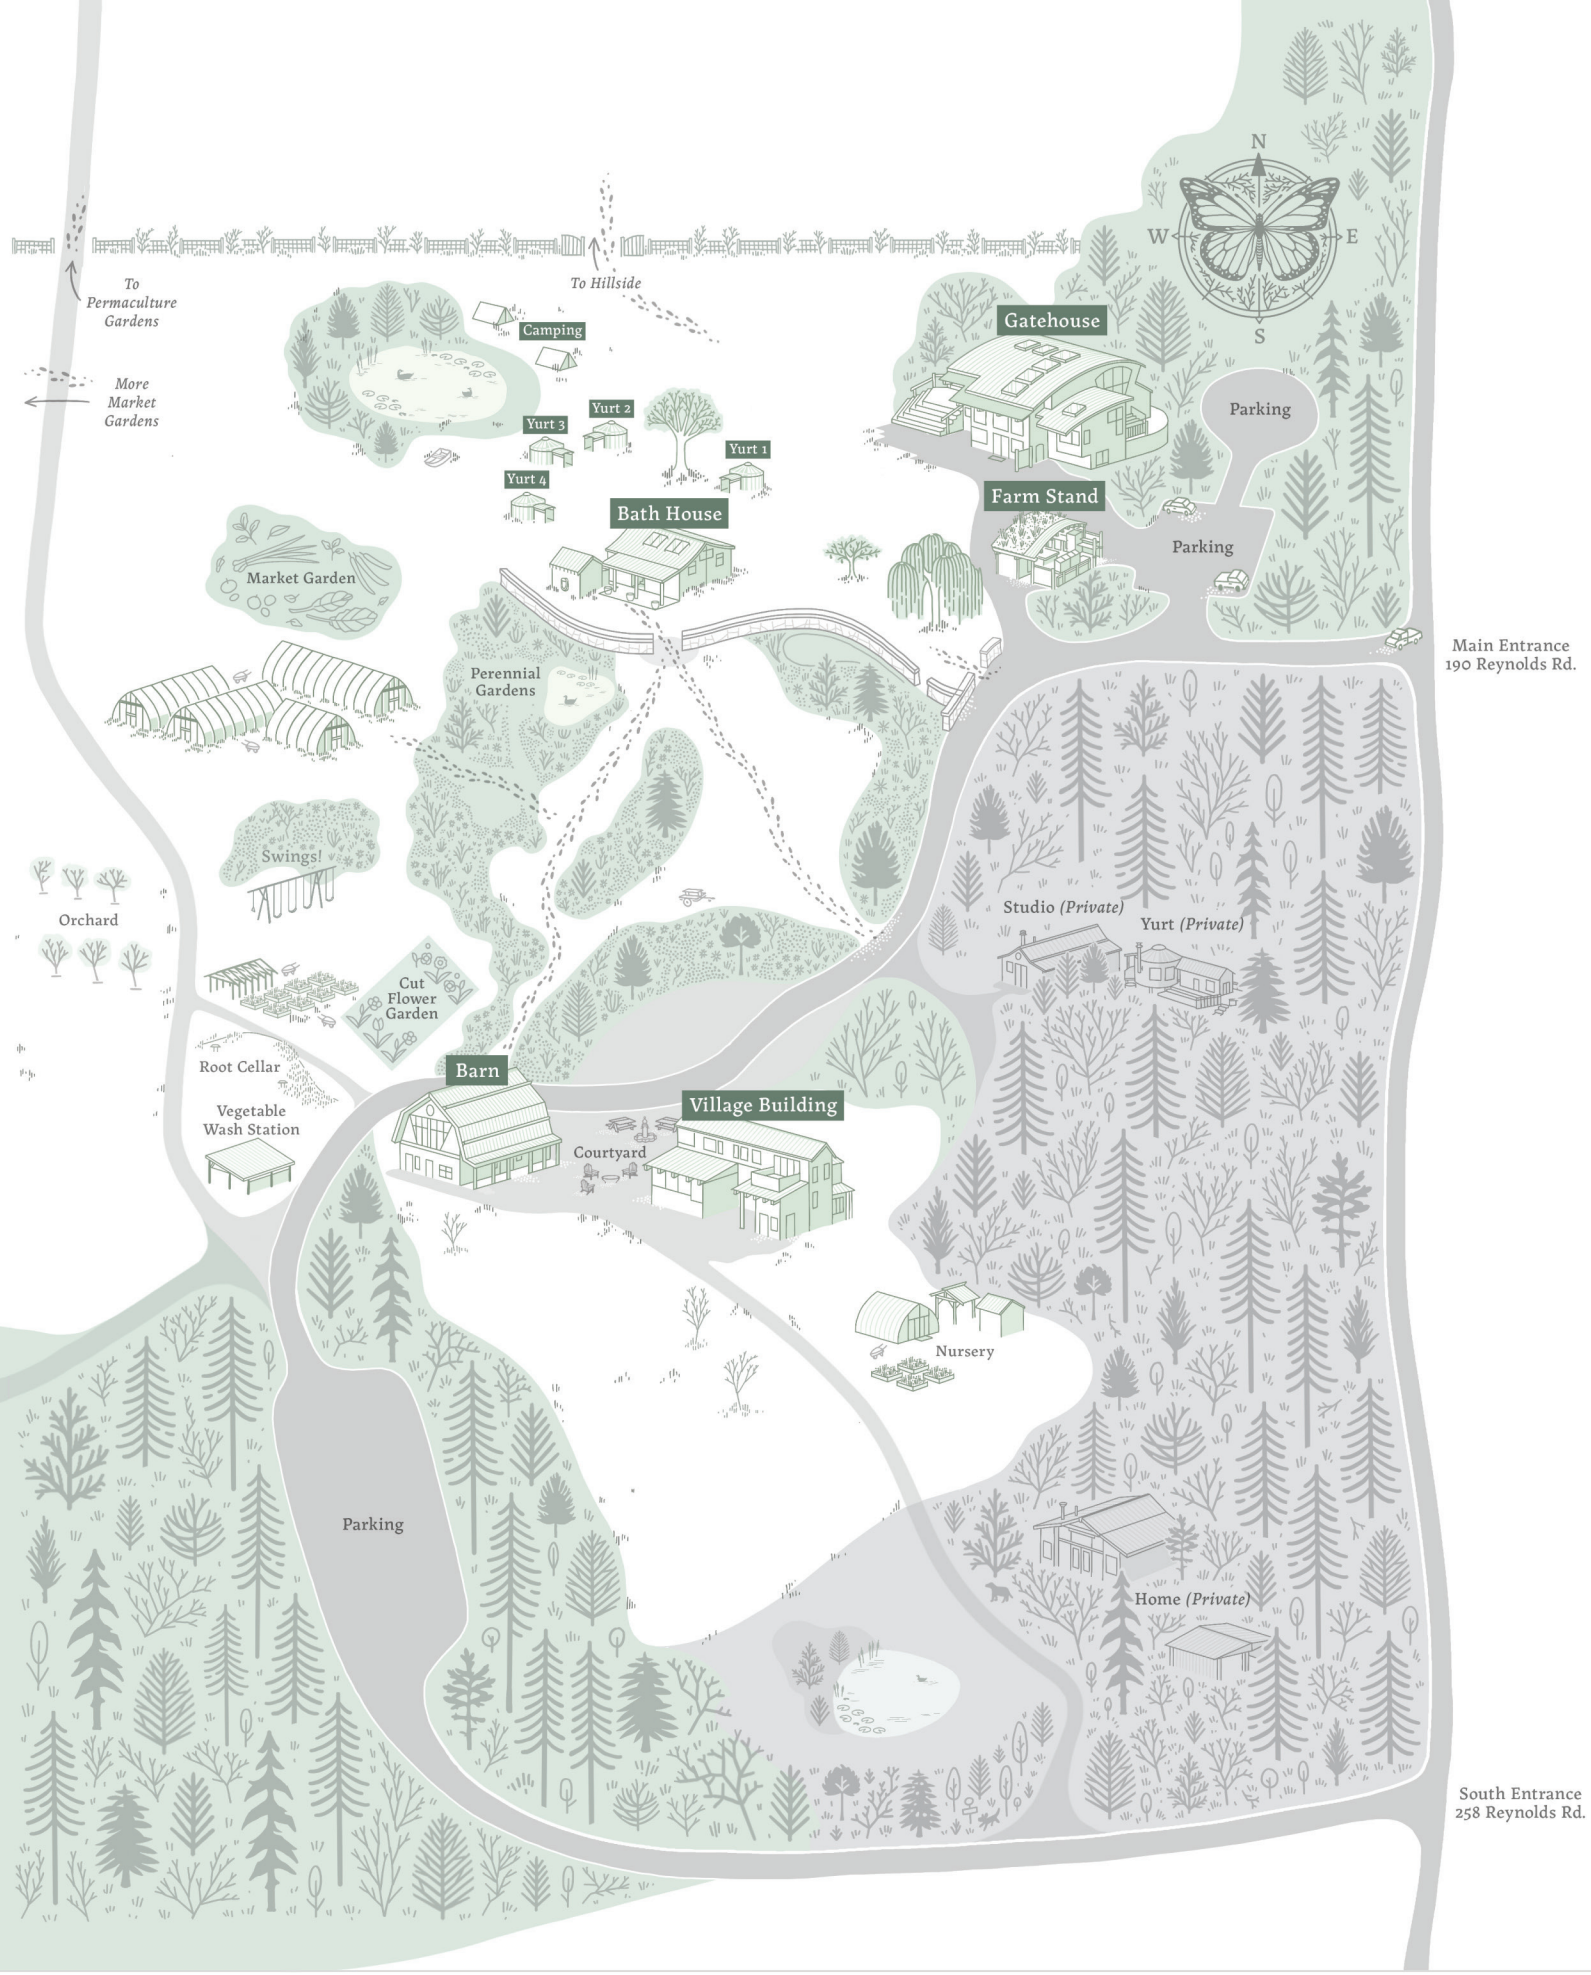 N
W
E
S
To
Permaculture
Gardens
To Hillside
Camping
Gatehouse
More
Market
Gardens
Parking
Yurt 2
Yurt 3
Yurt 1
Yurt 4
Bath House
Farm Stand
Parking
Market Garden
Main Entrance
190 Reynolds Rd.
Perennial
Gardens
Swings!
Orchard
Studio (Private)
Yurt (Private)
Cut
Flower
Garden
Root Cellar
Barn
Vegetable
Wash Station
Village Building
Courtyard
Nursery
Parking
Home (Private)
South Entrance
258 Reynolds Rd.